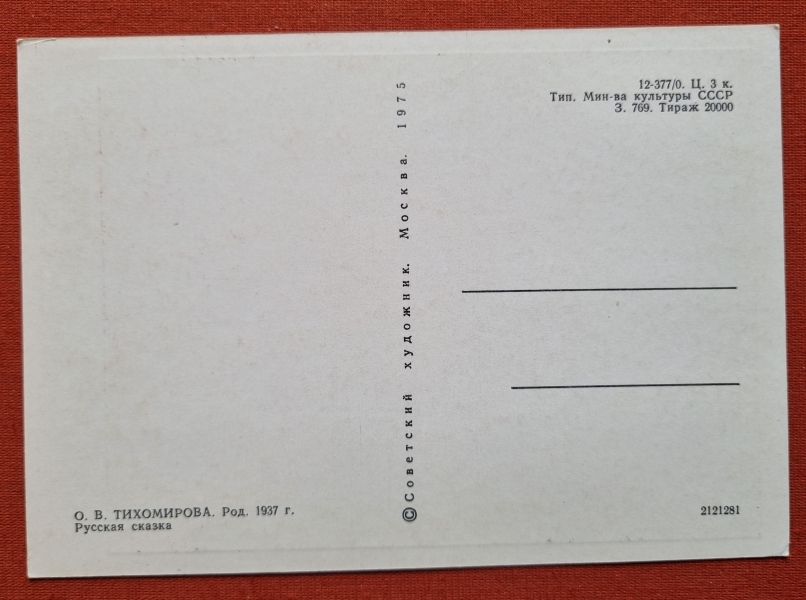 12-377/0. Ц. 3 к.
Тип. Мин-ва культуры СССР
З. 769. Тираж 20000
© Советский художник. Москва. 1975
О. В. ТИХОМИРОВА. Род. 1937 г.
Русская сказка
2121281